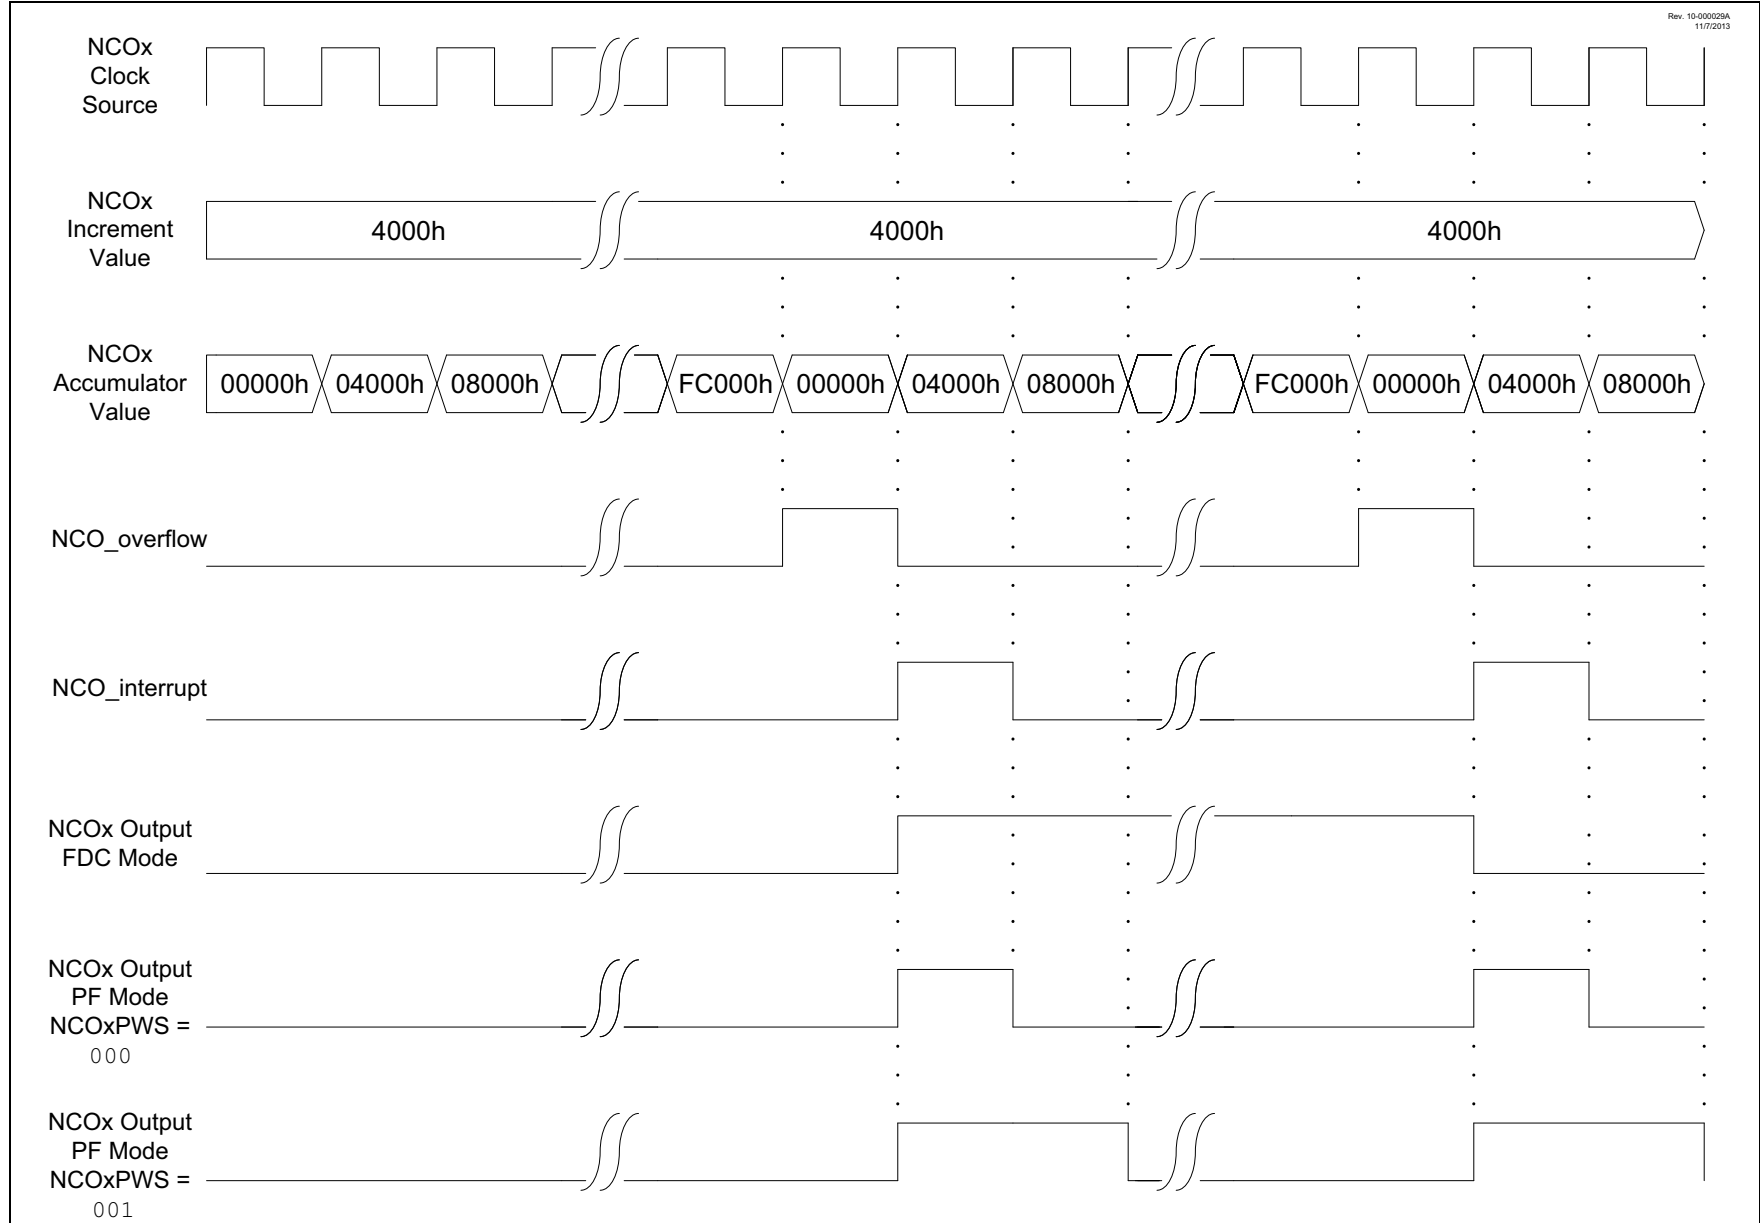 Rev. 10-000029A
11/7/2013
NCOx
Clock
Source
NCOx
Increment
Value
4000h 4000h 4000h
NCOx
Accumulator
Value
00000h 04000h 08000h FC000h 00000h 04000h 08000h FC000h 00000h 04000h 08000h
NCO_overflow
NCO_interrupt
NCOx Output
FDC Mode
NCOx Output
PF Mode
NCOxPWS =
000
NCOx Output
PF Mode
NCOxPWS =
001